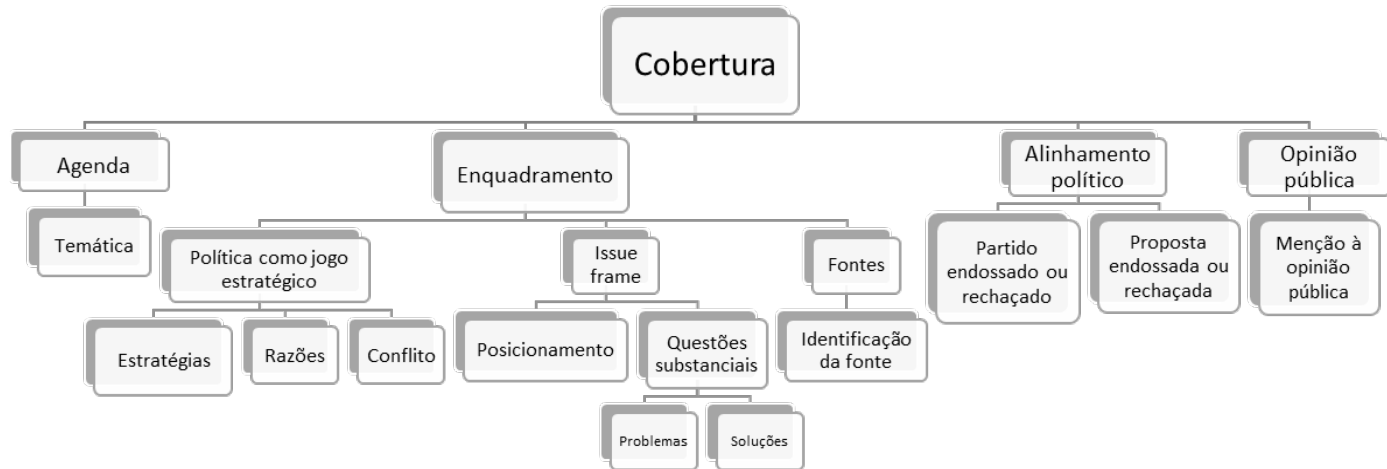 Cobertura
Agenda
Enquadramento
Alinhamento
político
Opinião
pública
Temática
Política como jogo
estratégico
Issue
frame
Fontes
Partido
endossado ou
rechaçado
Proposta
endossada ou
rechaçada
Menção à
opinião
pública
Estratégias
Razões
Conflito
Posicionamento
Questões
substanciais
Identificação
da fonte
Problemas
Soluções